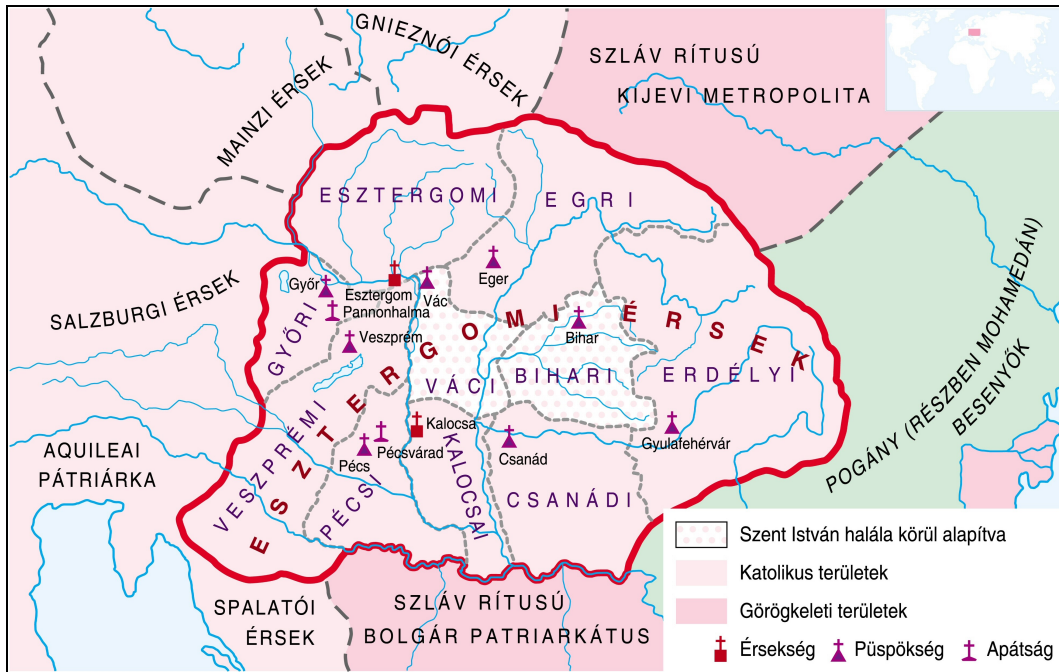 GNIEZNÓI ÉRSEK
MAINZI ÉRSEK
SZLÁV RÍTUSÚ
KIJEVI METROPOLITA
SALZBURGI ÉRSEK
AQUILEAI
PÁTRIÁRKA
SPALATÓI
ÉRSEK
SZLÁV RÍTUSÚ
BOLGÁR PATRIARKÁTUS
POGÁNY (RÉSZBEN MOHAMEDÁN)
BESENYŐK
ESZTERGOMI ÉRSEK
ESZTERGOMI
EGRI
GYŐRI
VESZPRÉMI
PÉCSI
VÁCI
BIHARI
ERDÉLYI
KALOCSAI
CSANÁDI
Győr
Esztergom
Pannonhalma
Vác
Eger
Veszprém
Bihar
Kalocsa
Pécsvárad
Pécs
Csanád
Gyulafehérvár
Szent István halála körül alapítva
Katolikus területek
Görögkeleti területek
Érsekség
Püspökség
Apátság